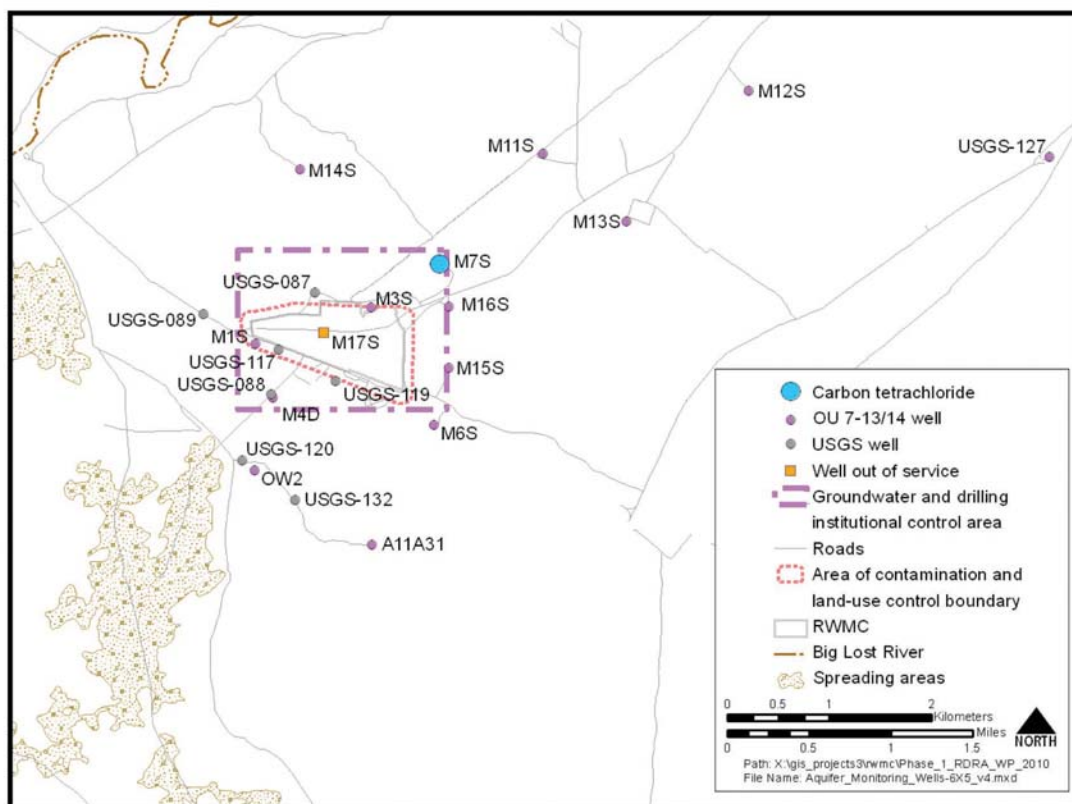 M12S
M11S
USGS-127
M14S
M13S
M7S
USGS-087
M3S
M16S
USGS-089
M1S
M17S
USGS-117
M15S
USGS-088
USGS-119
M4D
M6S
USGS-120
OW2
USGS-132
A11A31
Carbon tetrachloride
OU 7-13/14 well
USGS well
Well out of service
Groundwater and drilling
institutional control area
Roads
Area of contamination and
land-use control boundary
RWMC
Big Lost River
Spreading areas
0 0.5 1 2
Kilometers
Miles
0 0.5 1 1.5
NORTH
Path: X:\gis_projects3\rwmc\Phase_1_RDRA_WP_2010
File Name: Aquifer_Monitoring_Wells-6X5_v4.mxd